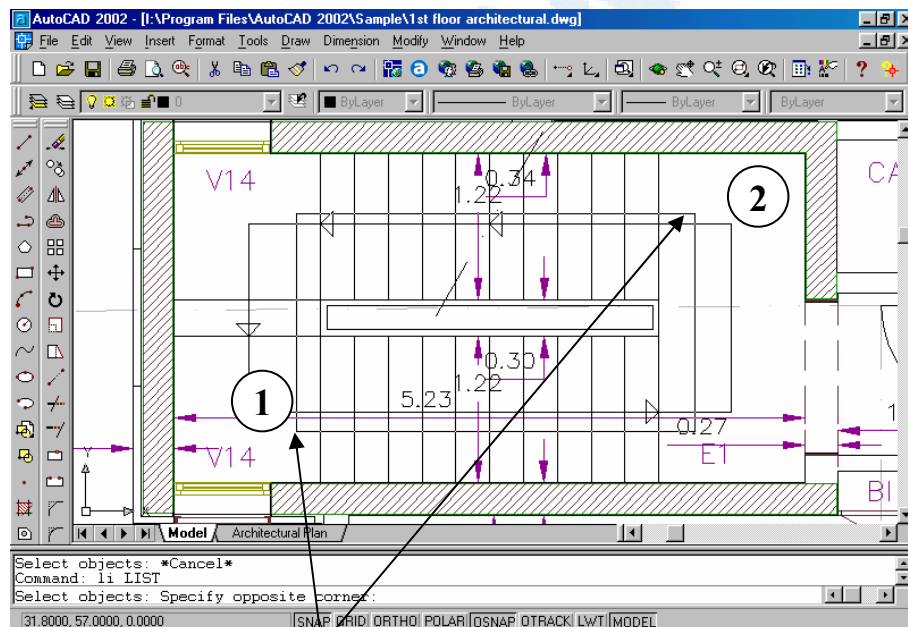 AutoCAD 2002 - [I:\Program Files\AutoCAD 2002\Sample\1st floor architectural.dwg]
File Edit View Insert Format Tools Draw Dimension Modify Window Help
0 ByLayer ByLayer ByLayer ByLayer
V14 0.34 CA
1.22 2
0.30
1.22
1 5.23 1
0.27
V14 E1
Y
BI
X
Model Architectural Plan
Select objects: *Cancel*
Command: li LIST
Select objects: Specify opposite corner:
31.8000, 57.0000, 0.0000 SNAP GRID ORTHO POLAR OSNAP OTRACK LWT MODEL